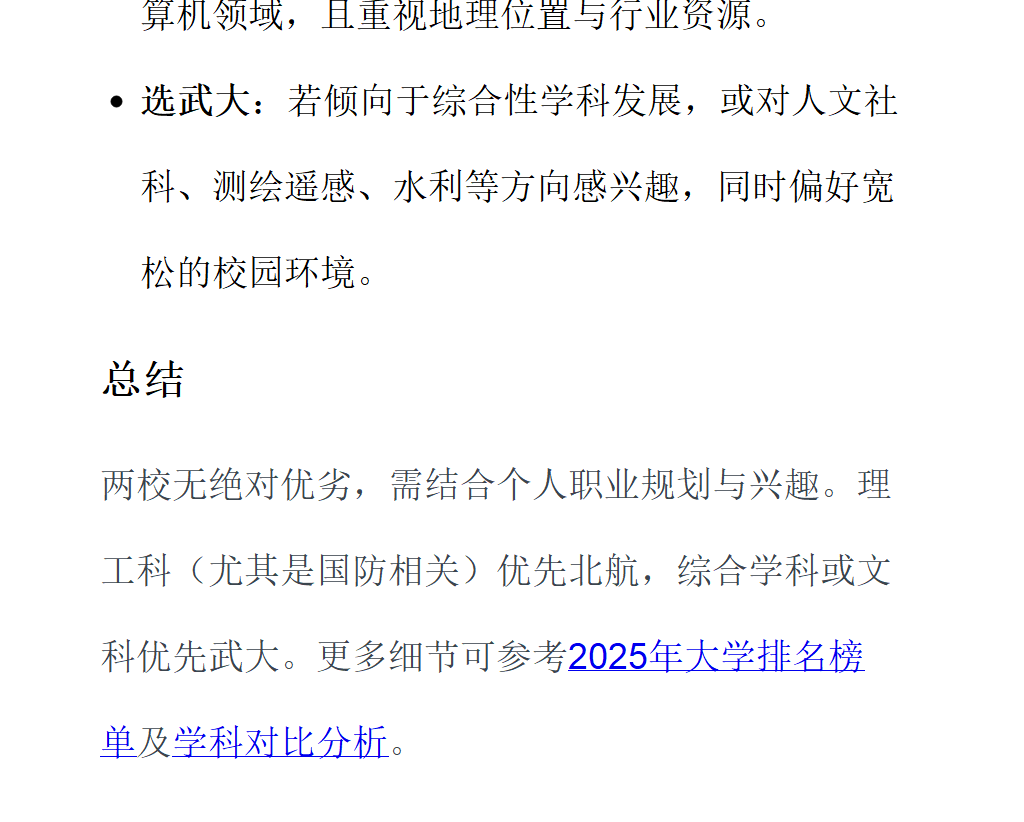 算机领域，且重视地理位置与行业资源。
选武大：若倾向于综合性学科发展，或对人文社
科、测绘遥感、水利等方向感兴趣，同时偏好宽
松的校园环境。
总结
两校无绝对优劣，需结合个人职业规划与兴趣。理
工科（尤其是国防相关）优先北航，综合学科或文
科优先武大。更多细节可参考2025年大学排名榜
单及学科对比分析。